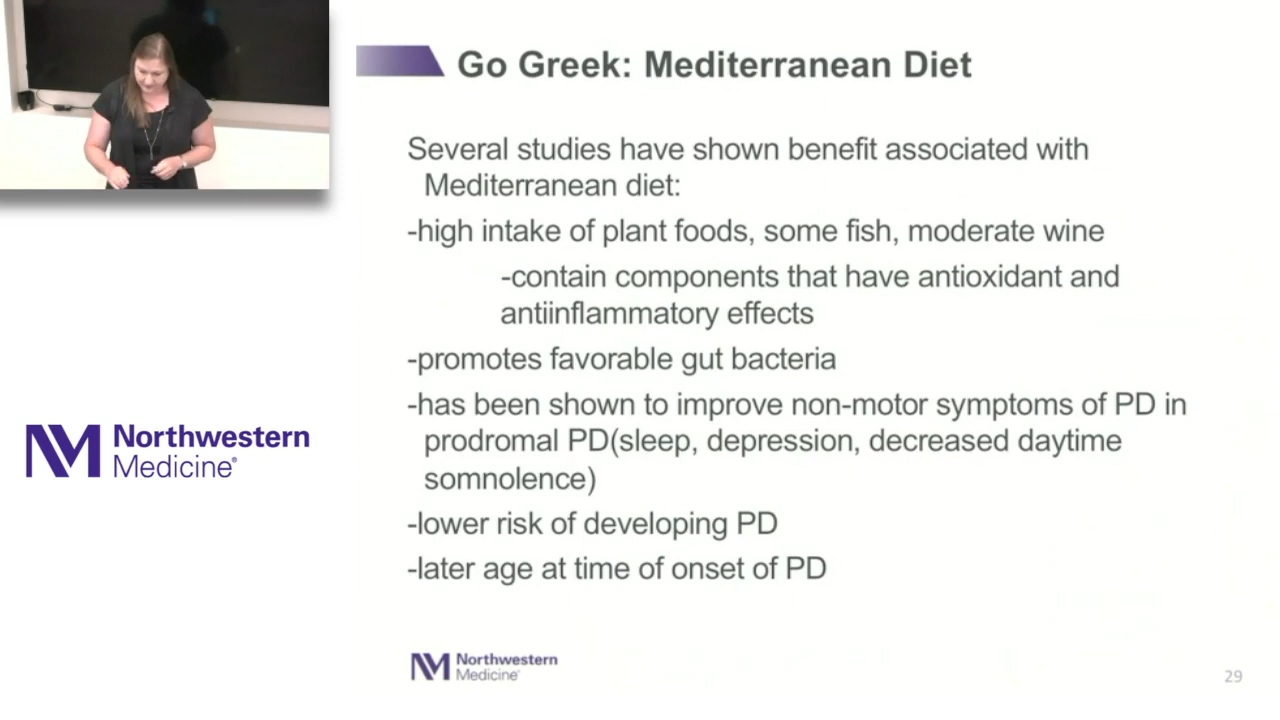 Go Greek: Mediterranean Diet
Several studies have shown benefit associated with
Mediterranean diet:
-high intake of plant foods, some fish, moderate wine
-contain components that have antioxidant and
antiinflammatory effects
-promotes favorable gut bacteria
-has been shown to improve non-motor symptoms of PD in
prodromal PD(sleep, depression, decreased daytime
somnolence)
-lower risk of developing PD
-later age at time of onset of PD
Northwestern
Medicine®
Northwestern
Medicine®
29